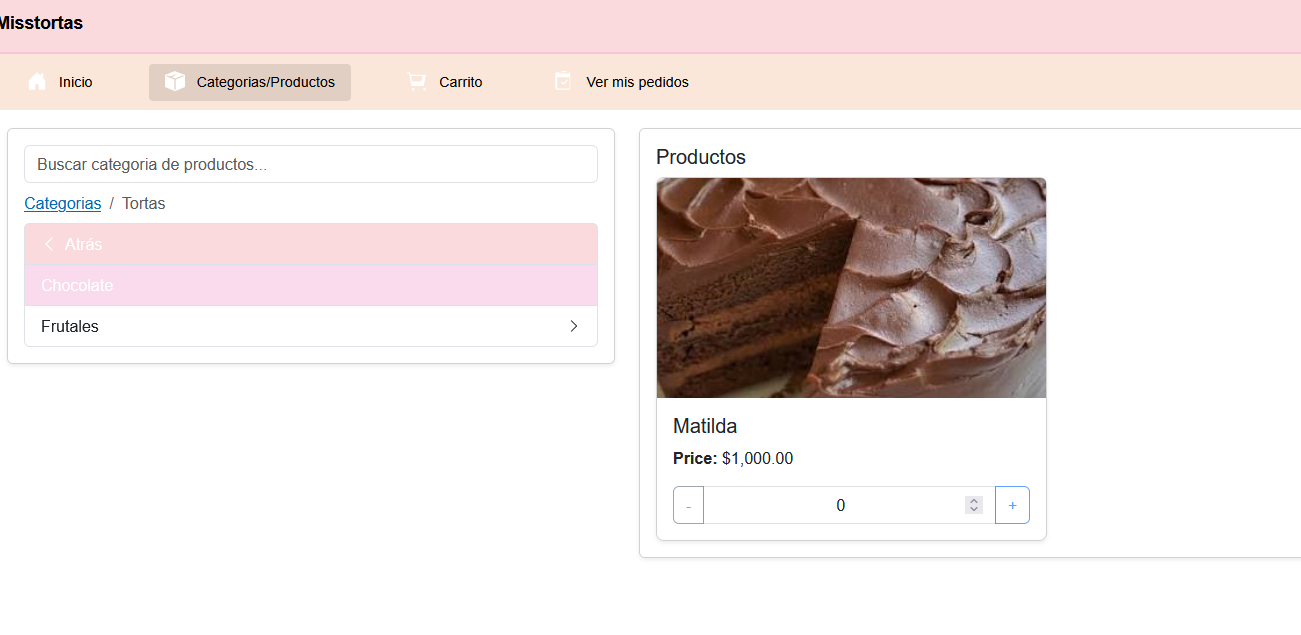 Misstortas
Inicio
Categorias/Productos
Carrito
Ver mis pedidos
Buscar categoria de productos...
Categorias / Tortas
Atrás
Chocolate
Frutales
Productos
Matilda
Price: $1,000.00
- 0 +